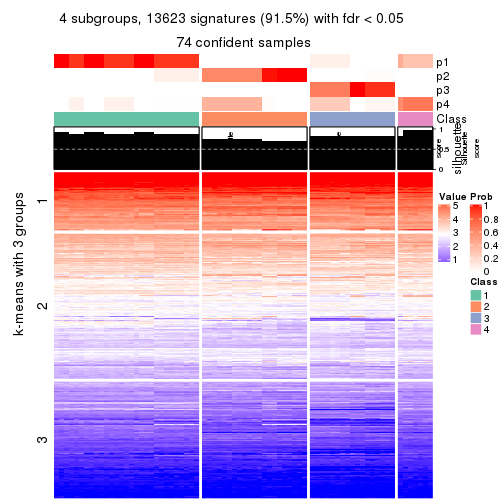 4 subgroups, 13623 signatures (91.5%) with fdr < 0.05
74 confident samples
p1
p2
p3
p4
Class
1
0.5
0
silhouette
Silhouette
score
k-means with 3 groups
1
2
3
Value
5
4
3
2
1
Prob
1
0.8
0.6
0.4
0.2
0
Class
1
2
3
4